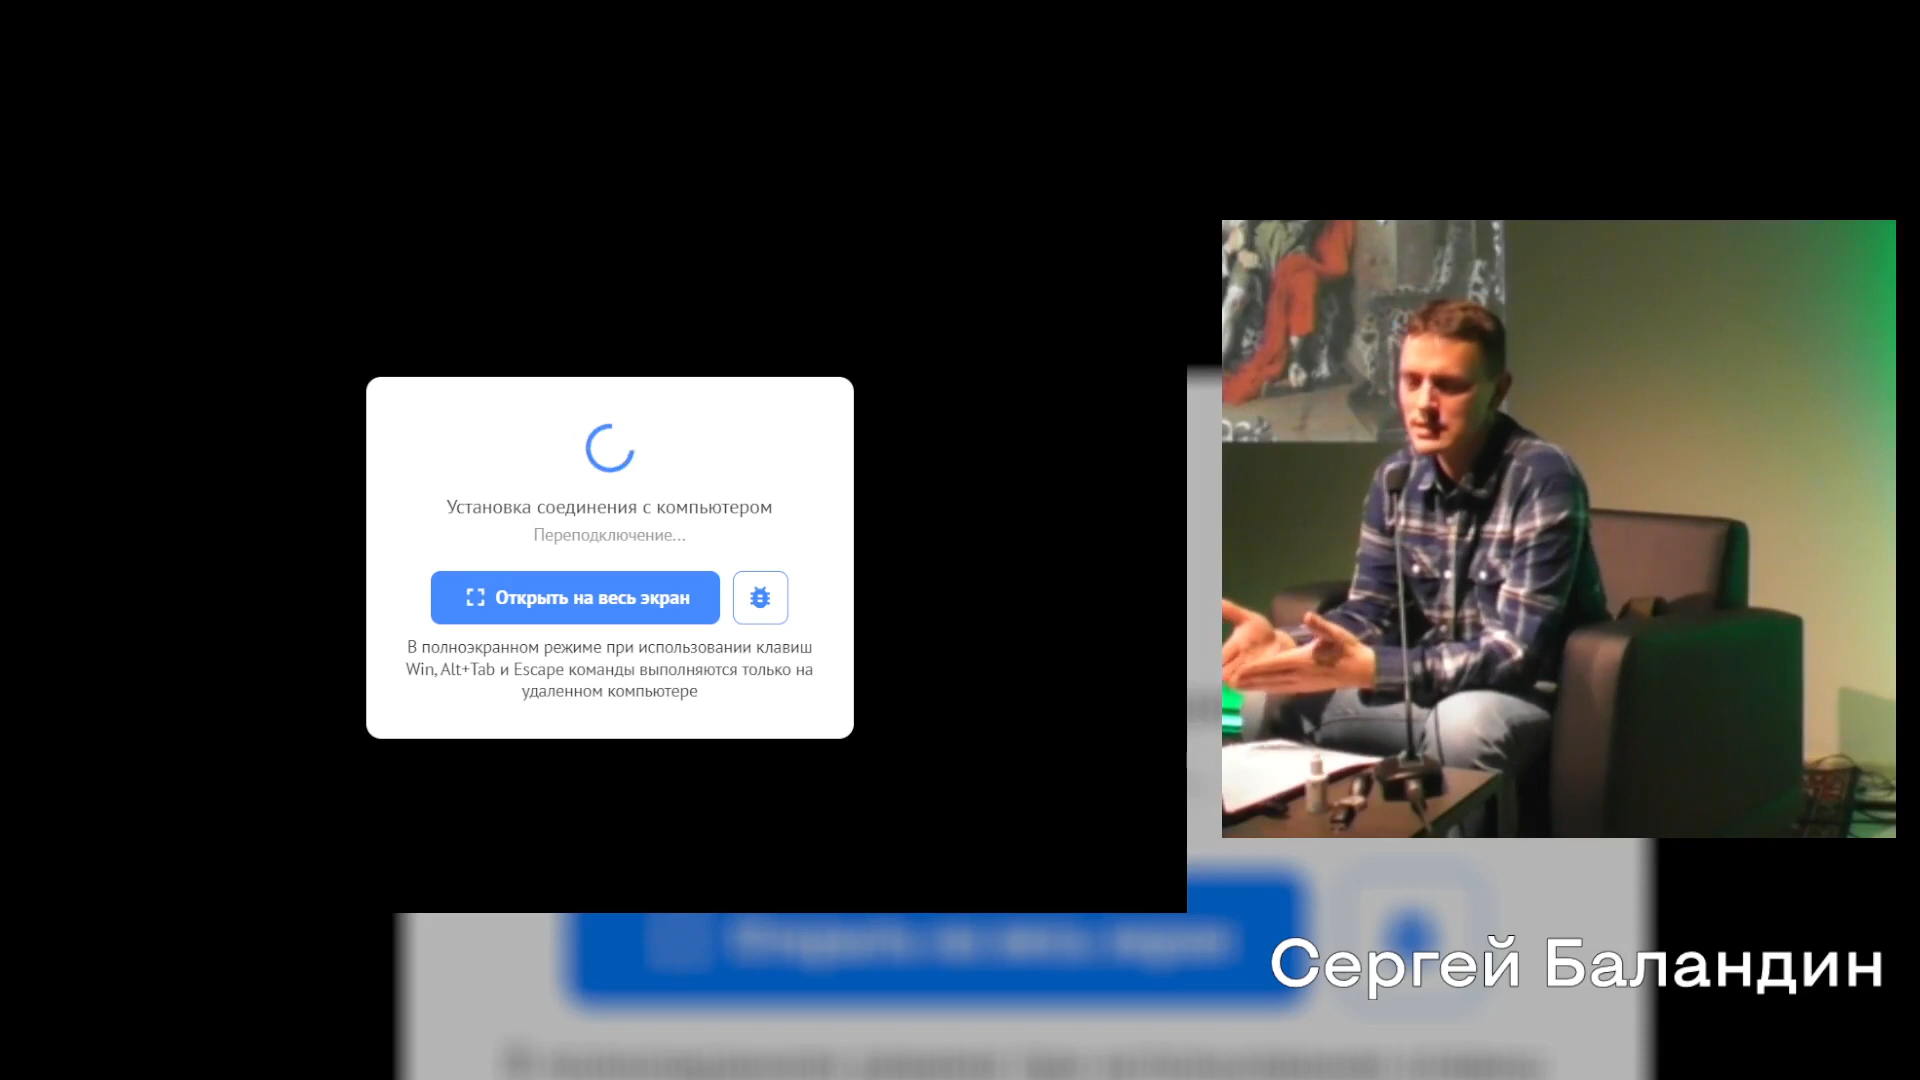 Установка соединения с компьютером
Переподключение...
Открыть на весь экран
В полноэкранном режиме при использовании клавиш
Win, Alt+Tab и Escape команды выполняются только на
удаленном компьютере
Сергей Баландин